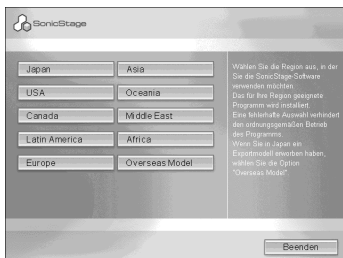 SonicStage
Japan
Asia
USA
Oceania
Canada
Middle East
Latin America
Africa
Europe
Overseas Model
Wählen Sie die Region aus, in der
Sie die SonicStage-Software
verwenden möchten.
Das für Ihre Region geeignete
Programm wird installiert.
Eine fehlerhafte Auswahl verhindert
den ordnungsgemäßen Betrieb
des Programms.
Wenn Sie in Japan ein
Exportmodell erworben haben,
wählen Sie die Option
"Overseas Model".
Beenden